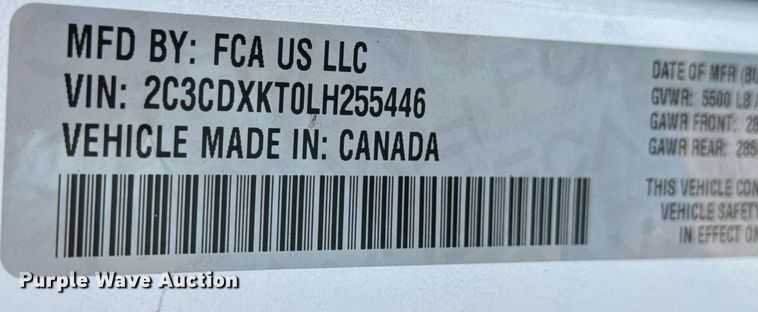 MFD BY: FCA US LLC
VIN: 2C3CDXKT0LH255446
VEHICLE MADE IN: CANADA
DATE OF MFR
GVWR: 5500 LB
GAWR FRONT:
GAWR REAR:
THIS VEHICLE
VEHICLE
IN EFFECT
Purple Wave Auction